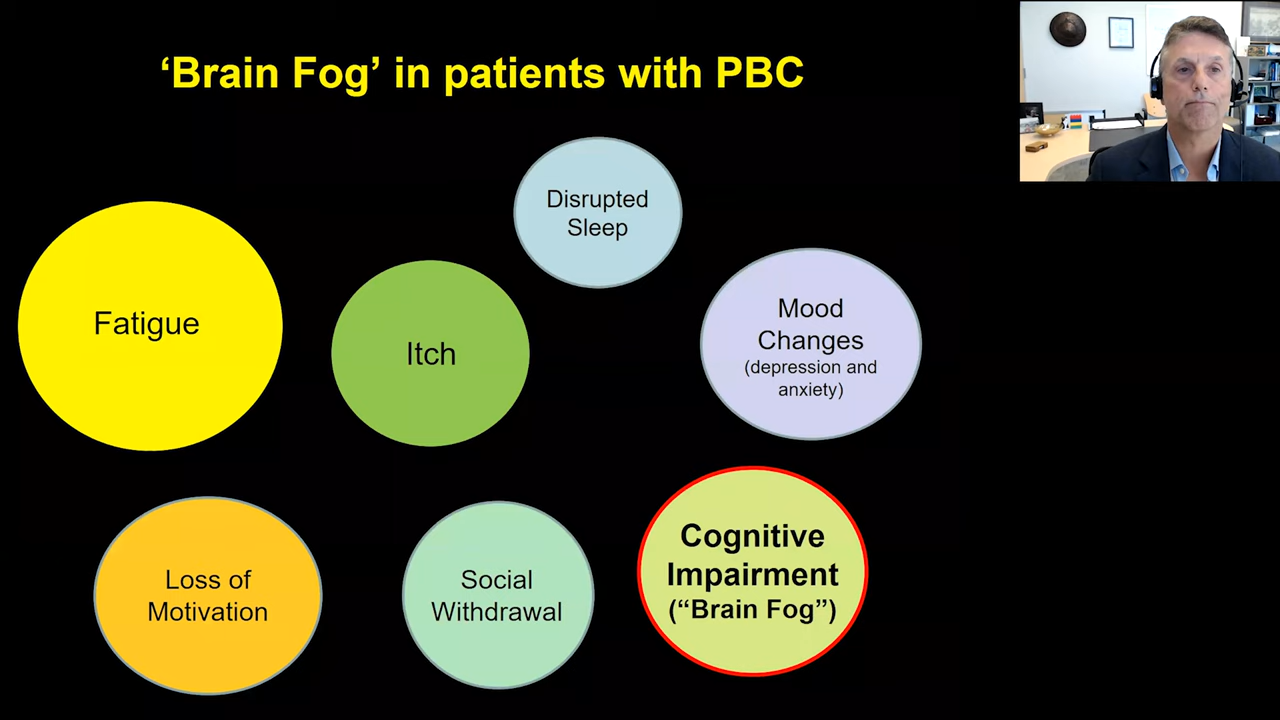 ‘Brain Fog’ in patients with PBC
Disrupted
Sleep
Fatigue
Itch
Mood
Changes
(depression and
anxiety)
Loss of
Motivation
Social
Withdrawal
Cognitive
Impairment
(“Brain Fog”)